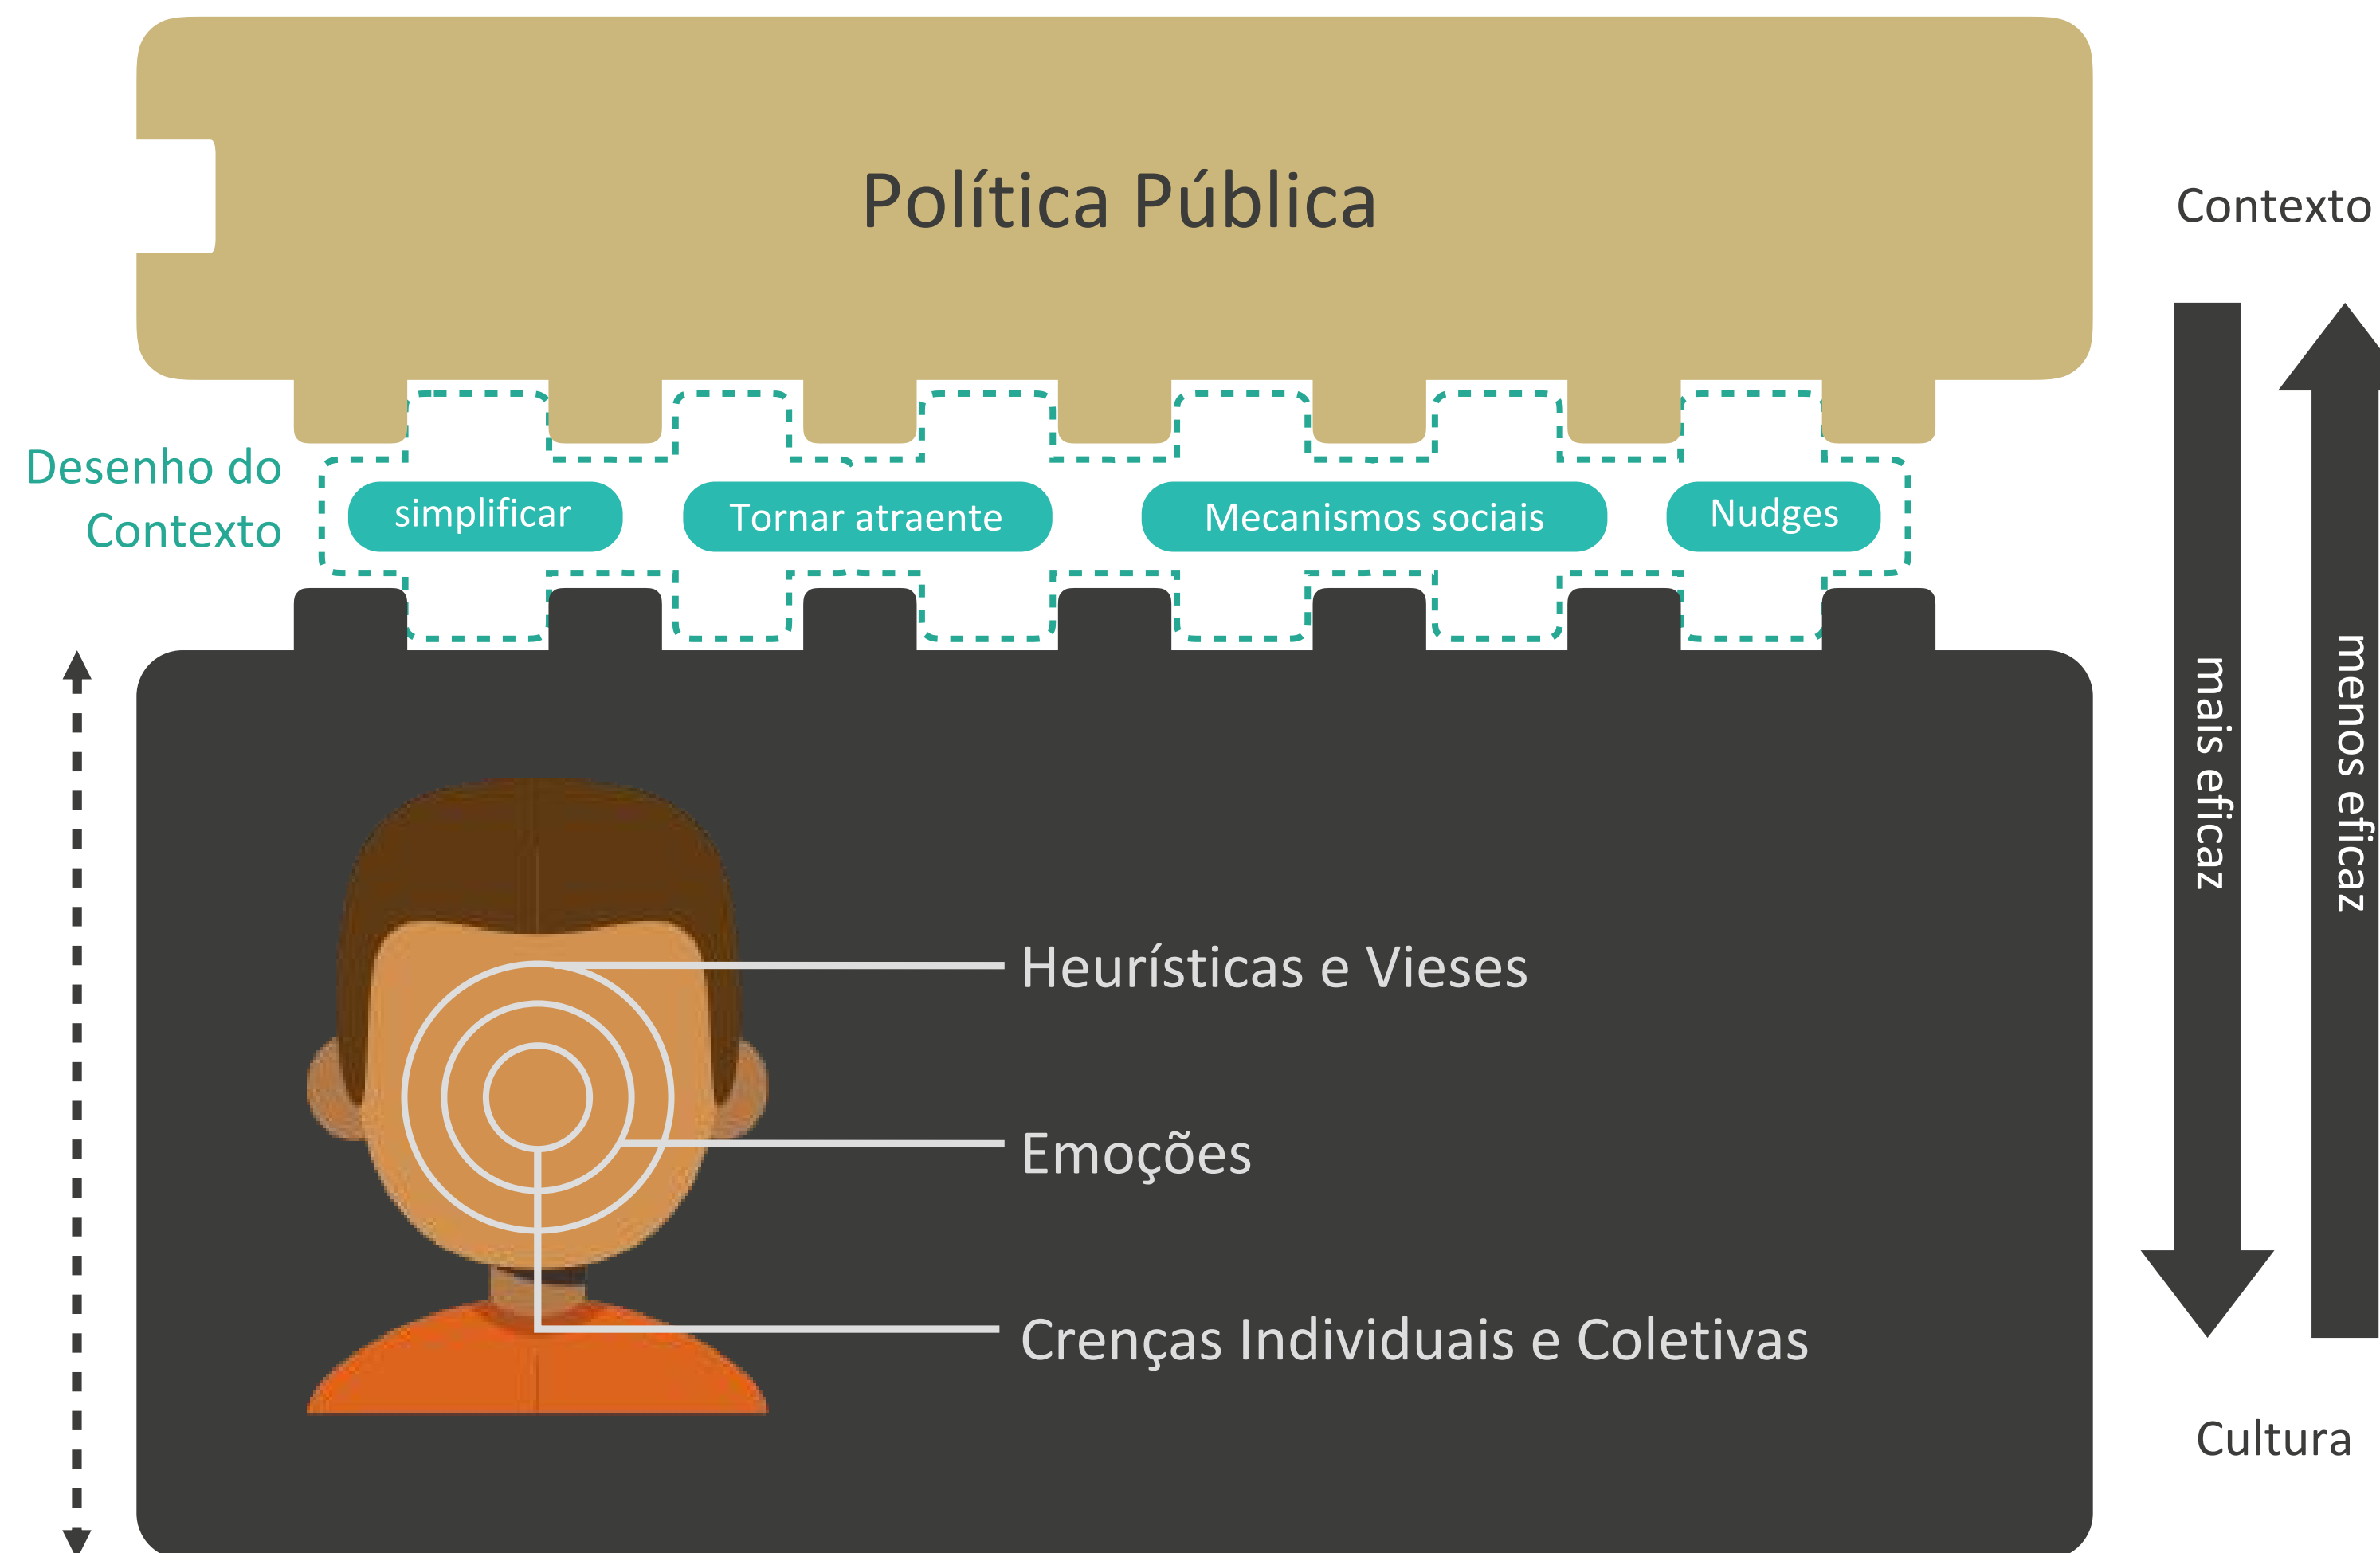 Política Pública
Contexto
Desenho do
Contexto
simplificar
Tornar atraente
Mecanismos sociais
Nudges
mais eficaz
menos eficaz
Heurísticas e Vieses
Emoções
Crenças Individuais e Coletivas
Cultura